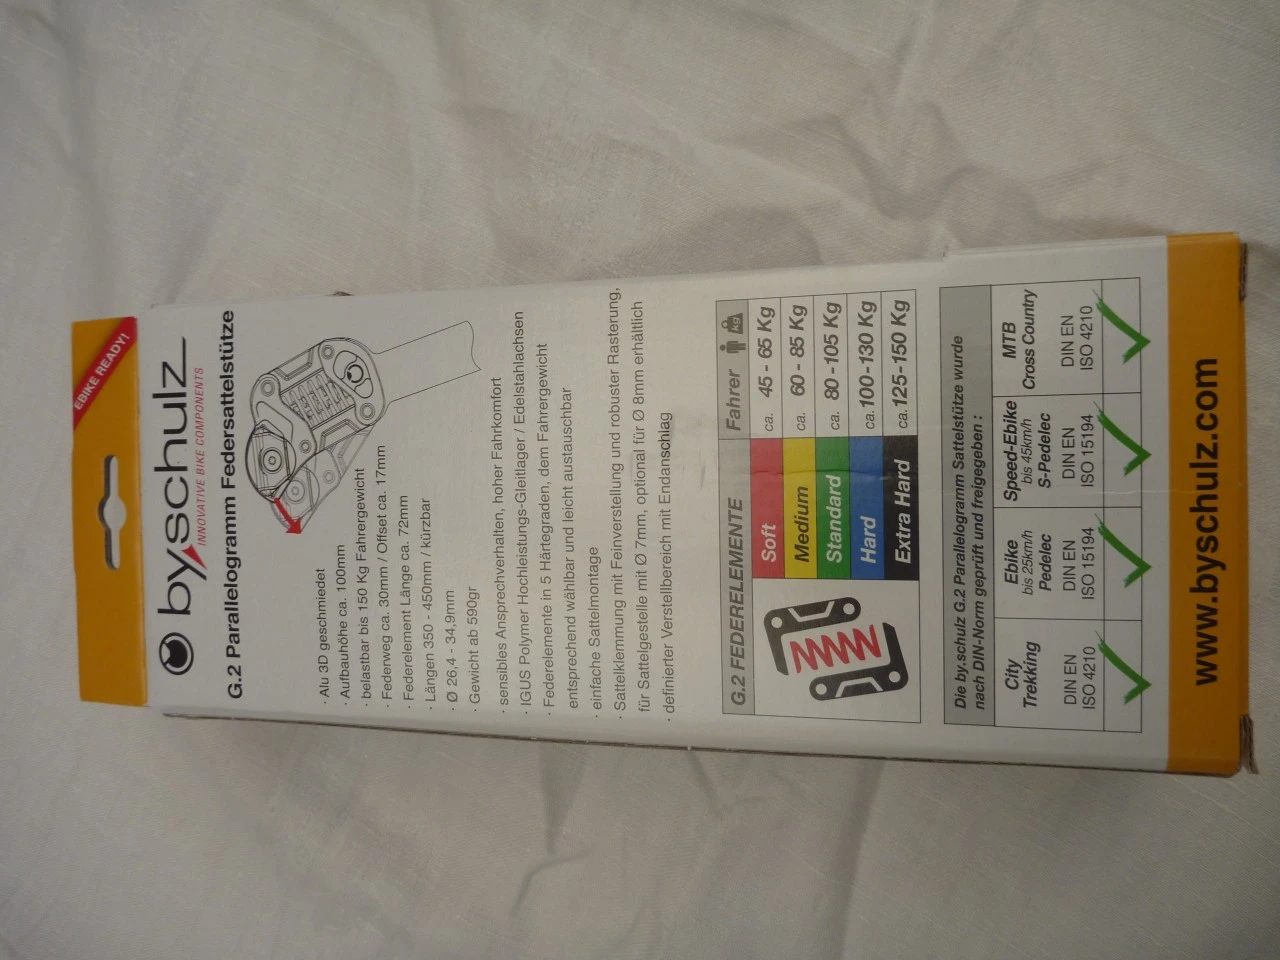 EBIKE READY!
byschulz
INNOVATIVE BIKE COMPONENTS
G.2 Parallelogramm Federsattelstütze
· Alu 3D geschmiedet
· Aufbauhöhe ca. 100mm
· belastbar bis 150 Kg Fahrergewicht
· Federweg ca. 30mm / Offset ca. 17mm
· Federelement Länge ca. 72mm
· Längen 350 - 450mm / kürzbar
· Ø 26,4 - 34,9mm
· Gewicht ab 590gr
· sensibles Ansprechverhalten, hoher Fahrkomfort
· IGUS Polymer Hochleistungs-Gleitlager / Edelstahlachsen
· Federelemente in 5 Härtegraden, dem Fahrergewicht
entsprechend wählbar und leicht austauschbar
· einfache Sattelmontage
· Sattelklemmung mit Feinverstellung und robuster Rasterung,
für Sattelgestelle mit Ø 7mm, optional für Ø 8mm erhältlich
· definierter Verstellbereich mit Endanschlag
G.2 FEDERELEMENTE Fahrer kg
Soft ca. 45 - 65 Kg
Medium ca. 60 - 85 Kg
Standard ca. 80 -105 Kg
Hard ca. 100-130 Kg
Extra Hard ca. 125-150 Kg
Die by.schulz G.2 Parallelogramm Sattelstütze wurde
nach DIN-Norm geprüft und freigegeben :
City
Trekking
DIN EN
ISO 4210
Ebike
bis 25km/h
Pedelec
DIN EN
ISO 15194
Speed-Ebike
bis 45km/h
S-Pedelec
DIN EN
ISO 15194
MTB
Cross Country
DIN EN
ISO 4210
www.byschulz.com